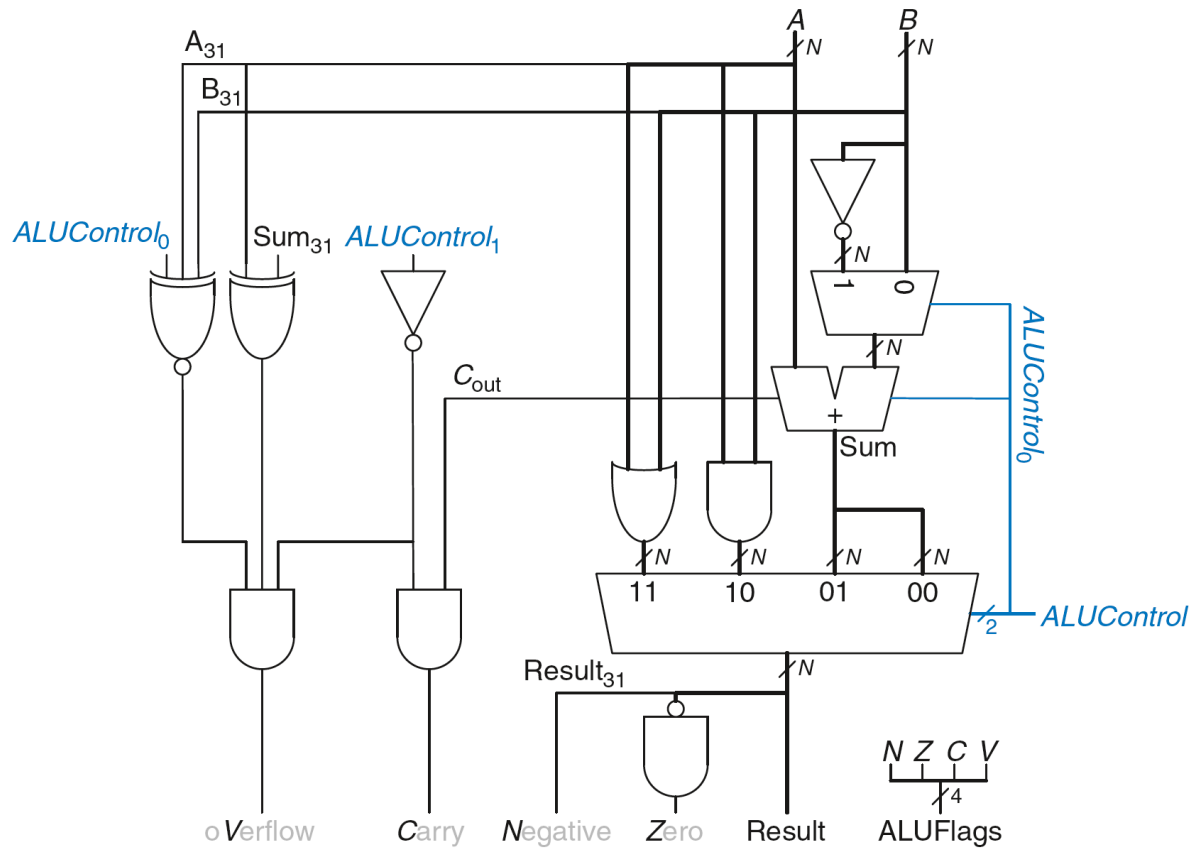 A B
A31 N N
B31
ALUControl0 Sum31 ALUControl1
N
1 0
ALUControl0
N
Cout
+
Sum
N N N N
11 10 01 00
2 ALUControl
Result31 N
N Z C V
4
oVerflow Carry Negative Zero Result ALUFlags